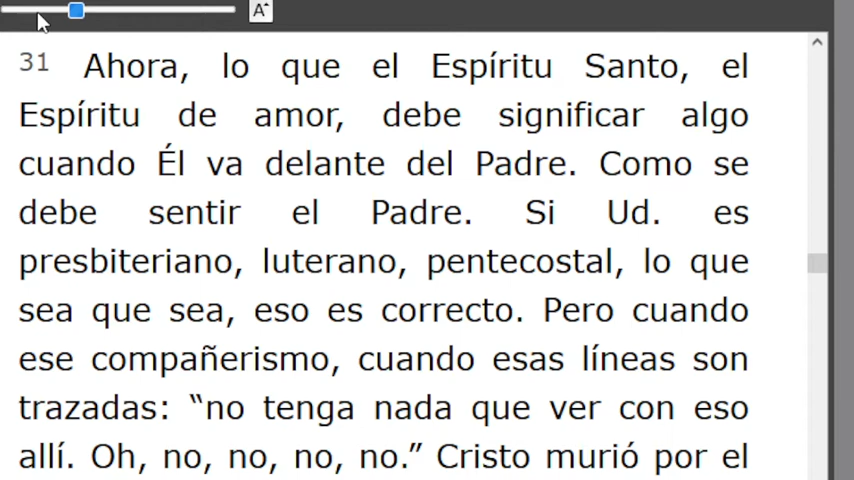 A
31 Ahora, lo que el Espíritu Santo, el
Espíritu de amor, debe significar algo
cuando Él va delante del Padre. Como se
debe sentir el Padre. Si Ud. es
presbiteriano, luterano, pentecostal, lo que
sea que sea, eso es correcto. Pero cuando
ese compañerismo, cuando esas líneas son
trazadas: “no tenga nada que ver con eso
allí. Oh, no, no, no, no.” Cristo murió por el